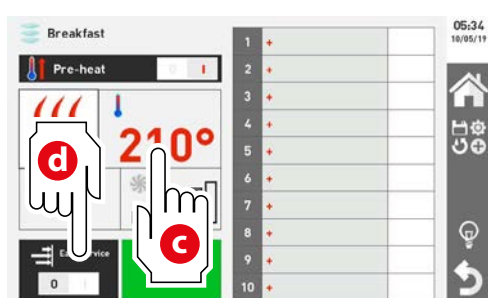 Breakfast
05:34
10/05/19
Pre-heat
0 I
210°
d
c
0 I
1 +
2 +
3 +
4 +
5 +
6 +
7 +
8 +
9 +
10 +